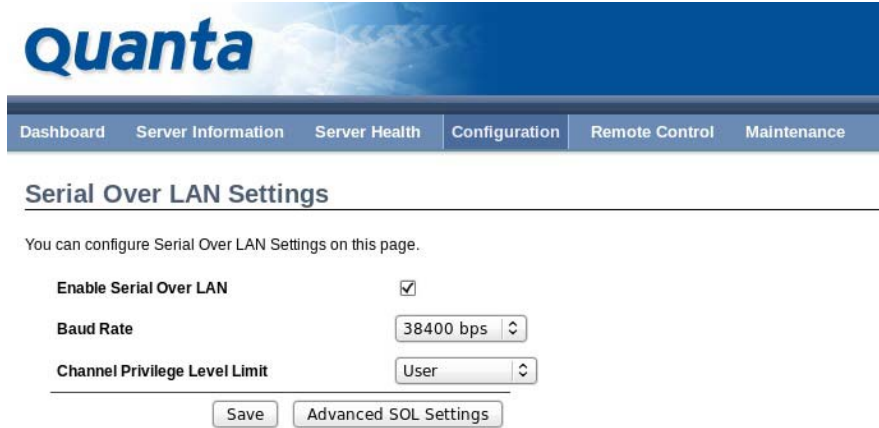 Quanta
Dashboard Server Information Server Health Configuration Remote Control Maintenance
Serial Over LAN Settings
You can configure Serial Over LAN Settings on this page.
Enable Serial Over LAN
Baud Rate 38400 bps
Channel Privilege Level Limit User
Save Advanced SOL Settings